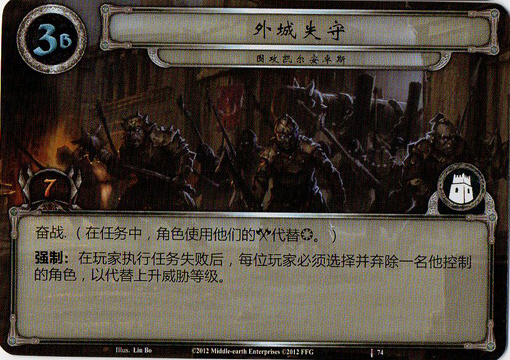 3B
外城失守
围攻凯尔安卓斯
7
奋战.（在任务中，角色使用他们的代替。）
强制：在玩家执行任务失败后，每位玩家必须选择并弃除一名他控制
的角色，以代替上升威胁等级。
Illus. Lin Bo ©2012 Middle-earth Enterprises ©2012 FFG 74